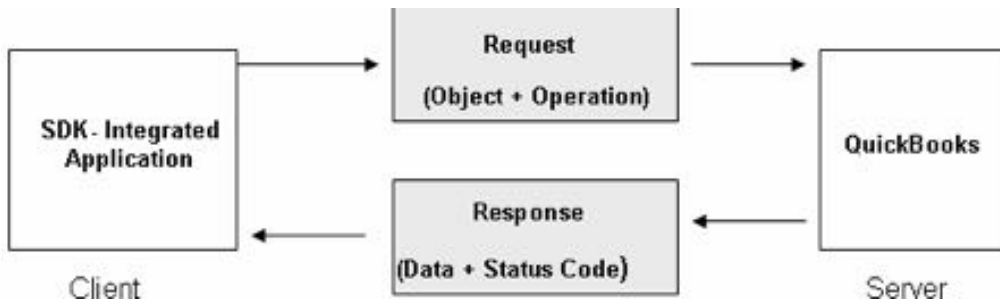 Request
(Object + Operation)
SDK - Integrated
Application
QuickBooks
Response
(Data + Status Code)
Client
Server